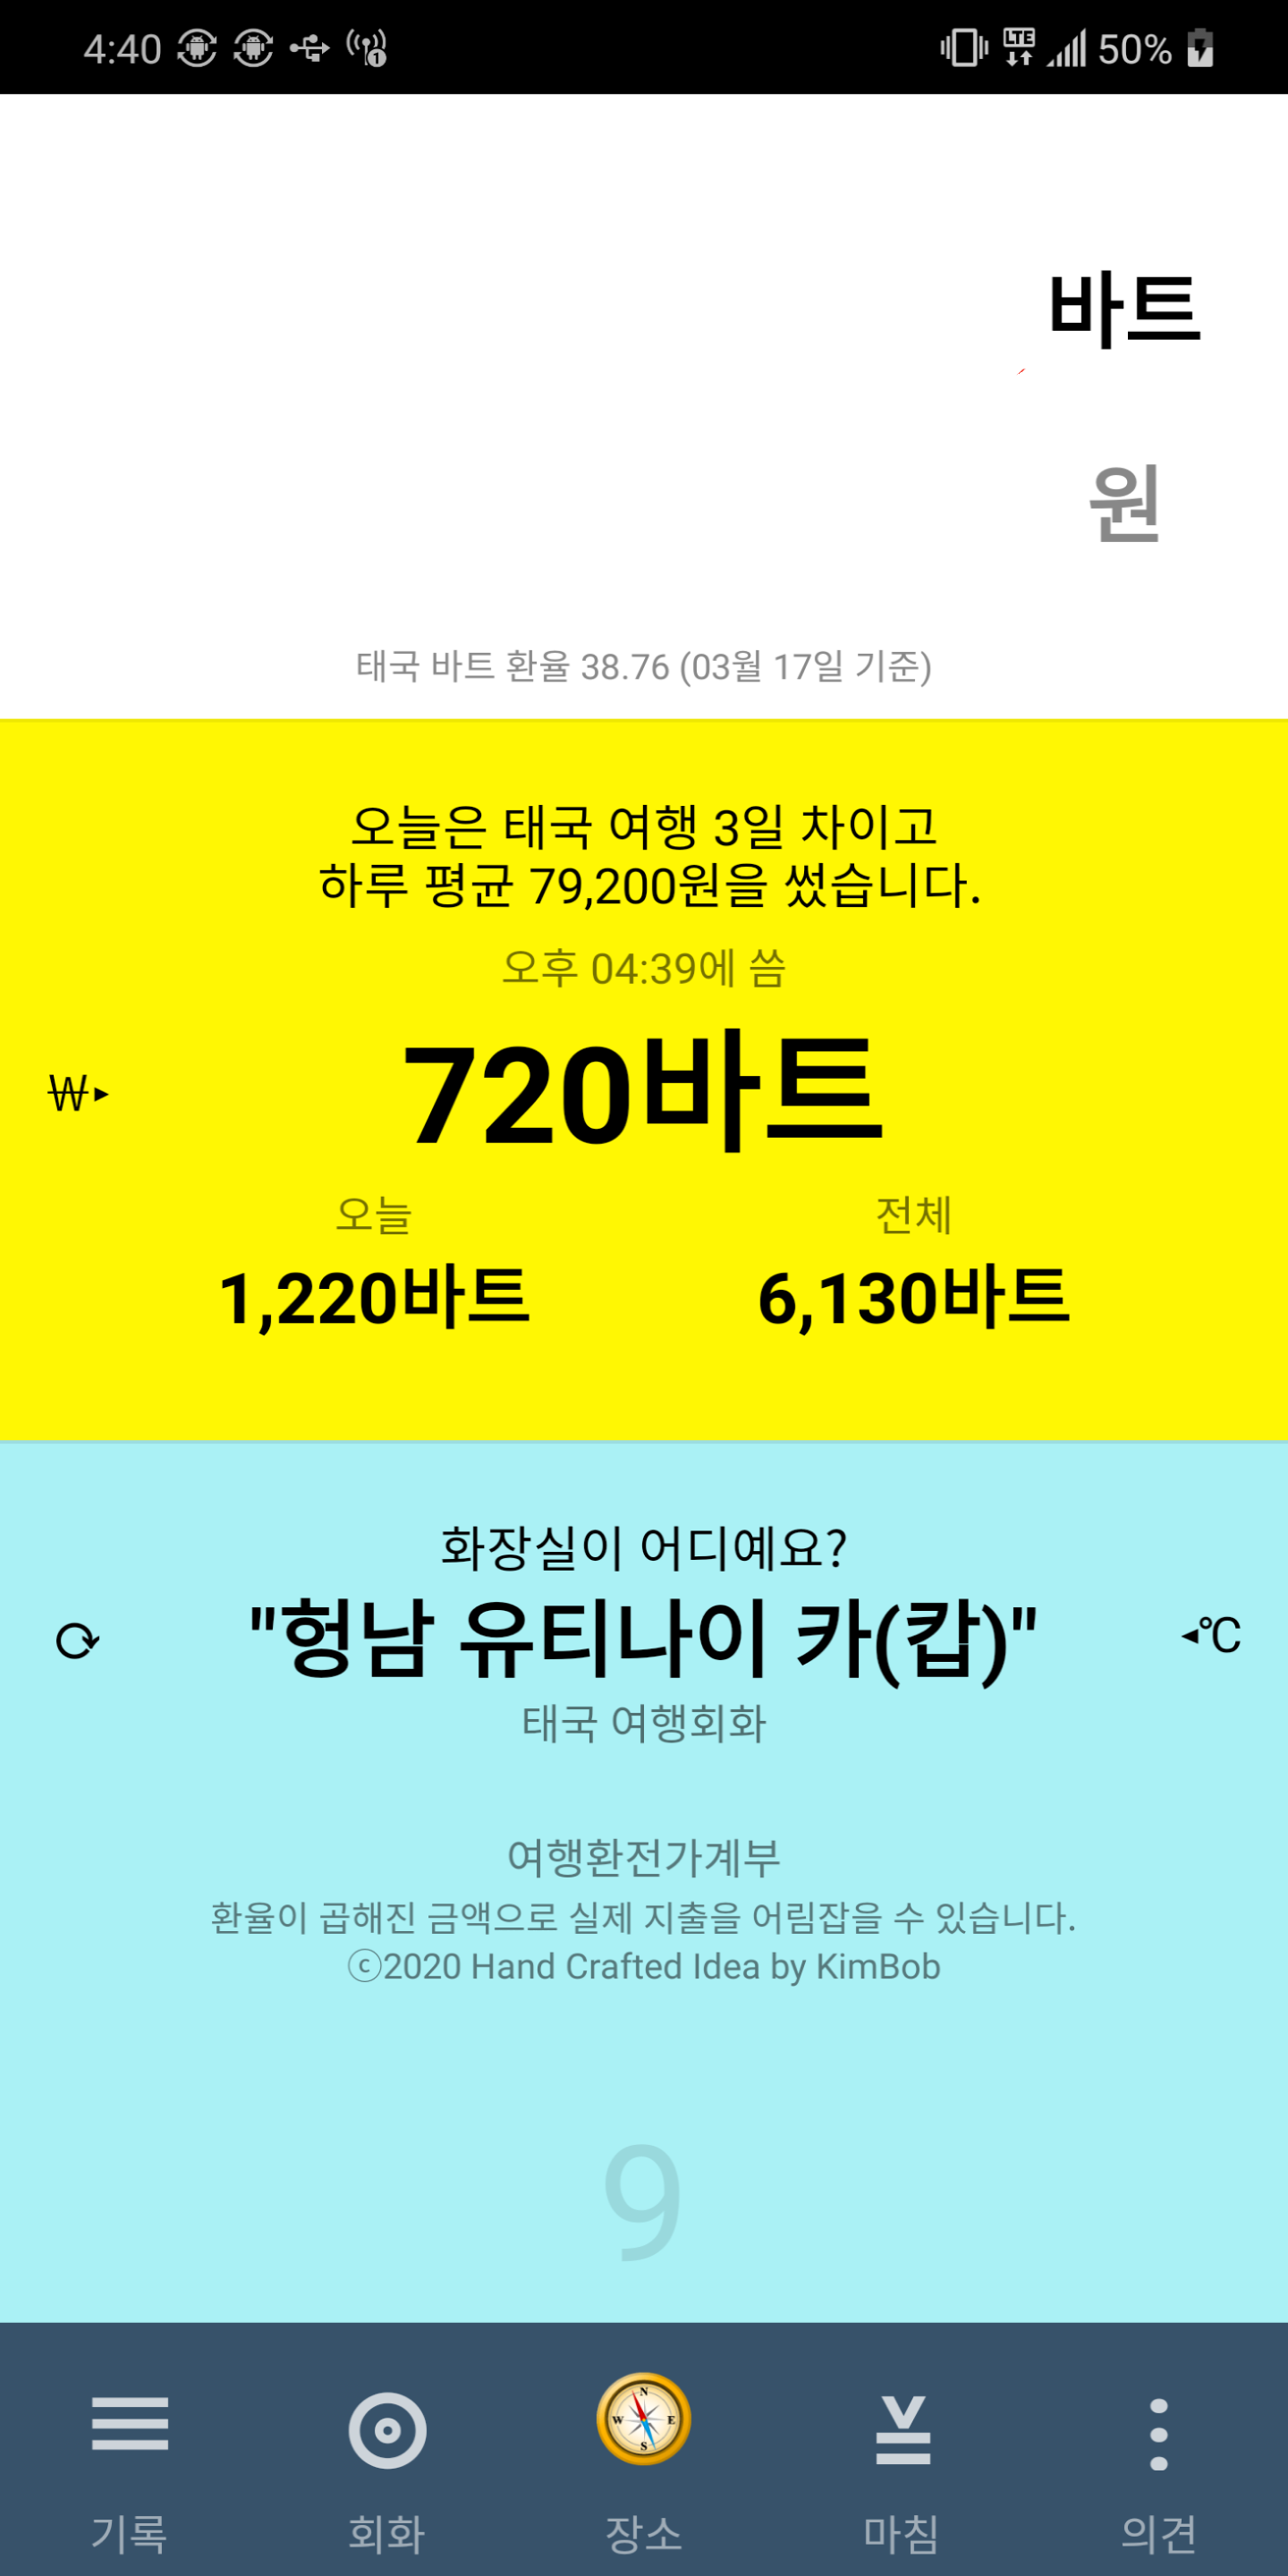 4:40
LTE
50%
바트
원
태국 바트 환율 38.76 (03월 17일 기준)
오늘은 태국 여행 3일 차이고
하루 평균 79,200원을 썼습니다.
오후 04:39에 씀
₩▸
720바트
오늘 전체
1,220바트 6,130바트
화장실이 어디예요?
"헝남 유티나이 카(캅)"
◂℃
태국 여행회화
여행환전가계부
환율이 곱해진 금액으로 실제 지출을 어림잡을 수 있습니다.
ⓒ2020 Hand Crafted Idea by KimBob
9
N
W E
S
기록 회화 장소 마침 의견